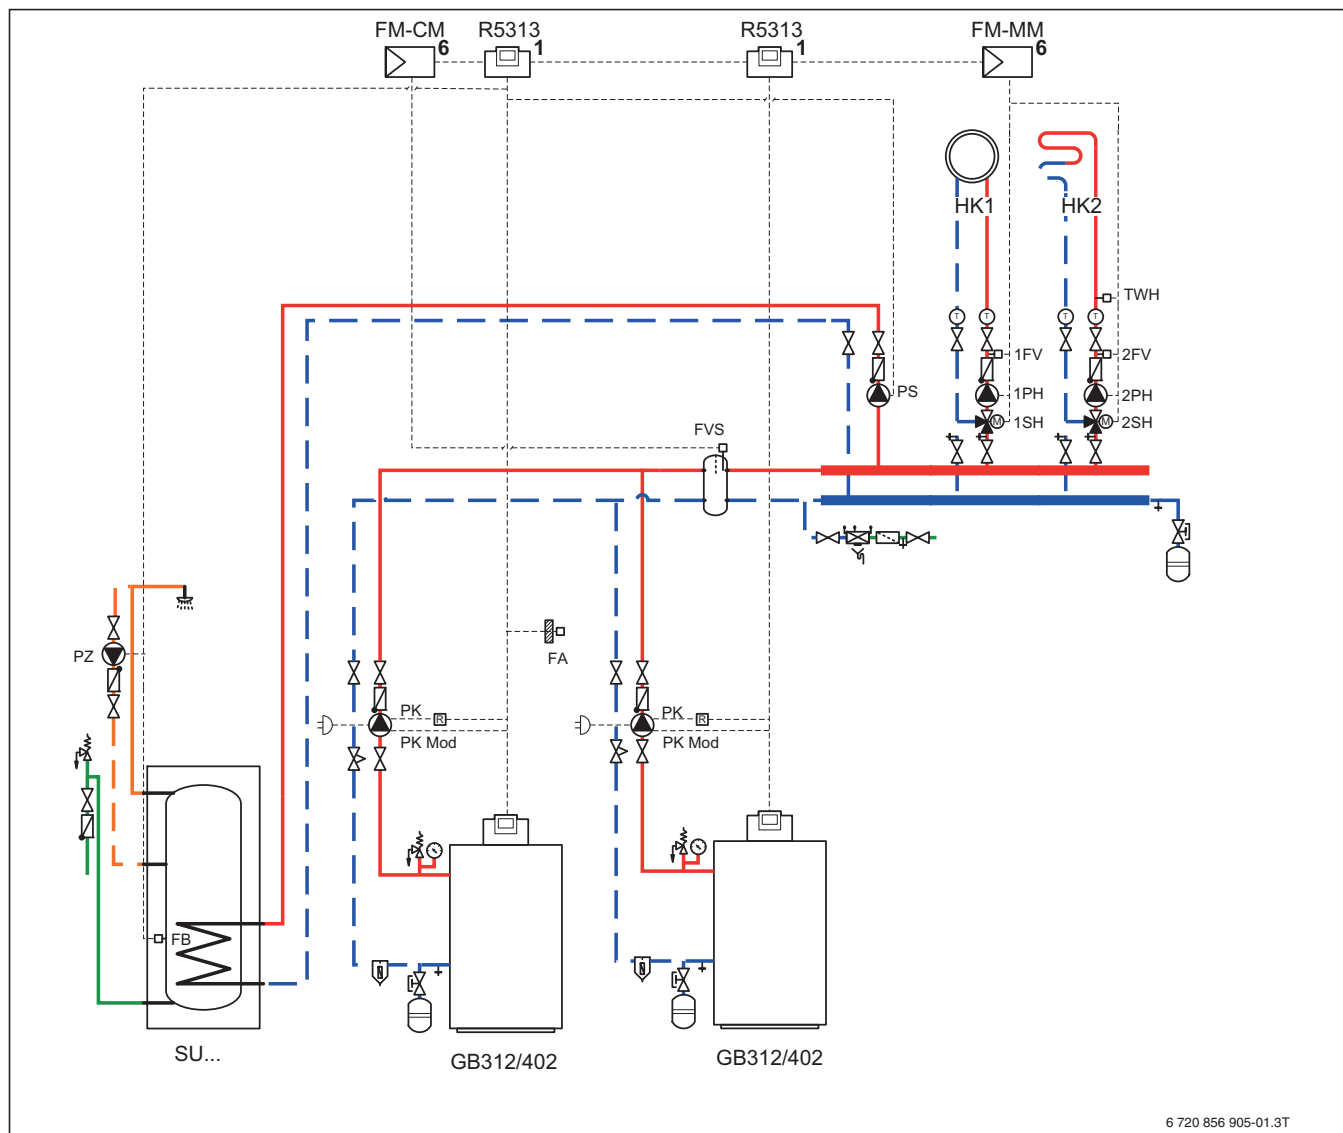 FM-CM
6
R5313
1
R5313
1
FM-MM
6
HK1
HK2
TWH
T
T
T
T
1FV
2FV
PS
1PH
2PH
1SH
M
2SH
M
FVS
PZ
FA
PK
R
PK Mod
PK
R
PK Mod
FB
SU...
GB312/402
GB312/402
6 720 856 905-01.3T